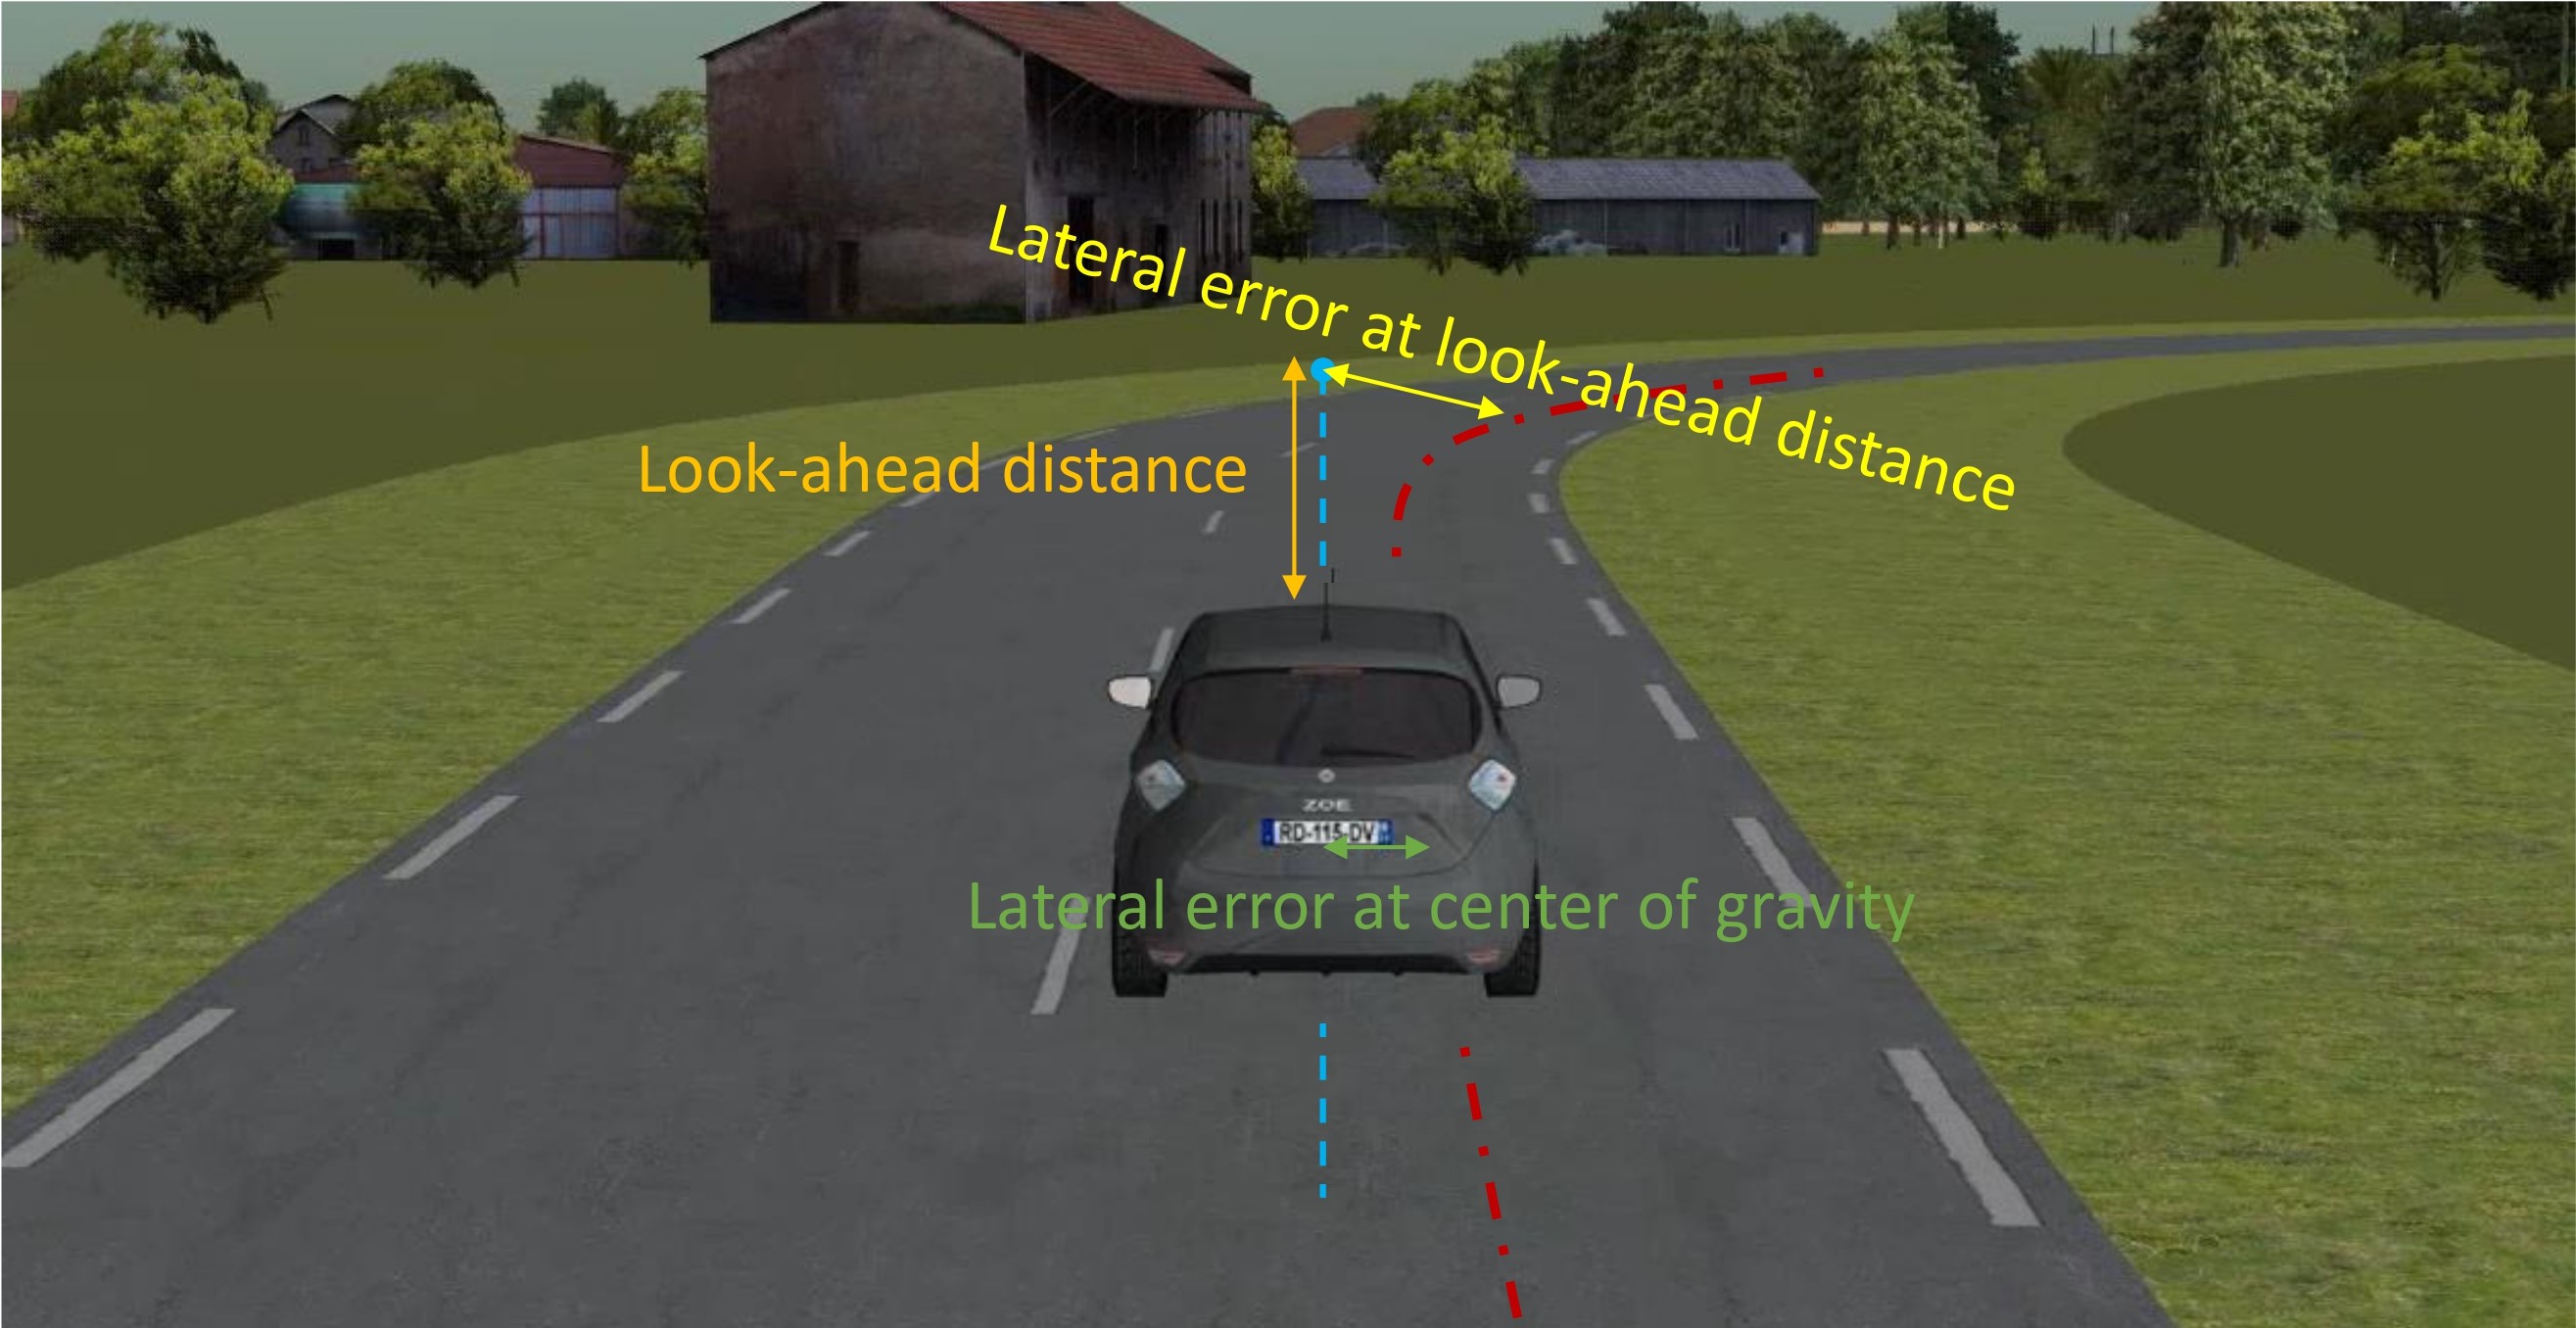 Lateral error at look-ahead distance
Look-ahead distance
ZOE
RD-115-DV
Lateral error at center of gravity